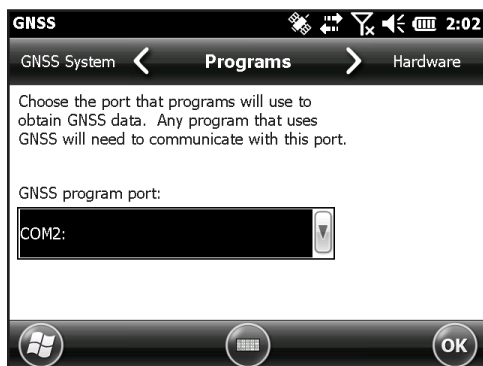 GNSS 2:02
GNSS System Programs Hardware
Choose the port that programs will use to
obtain GNSS data. Any program that uses
GNSS will need to communicate with this port.
GNSS program port:
COM2:
OK